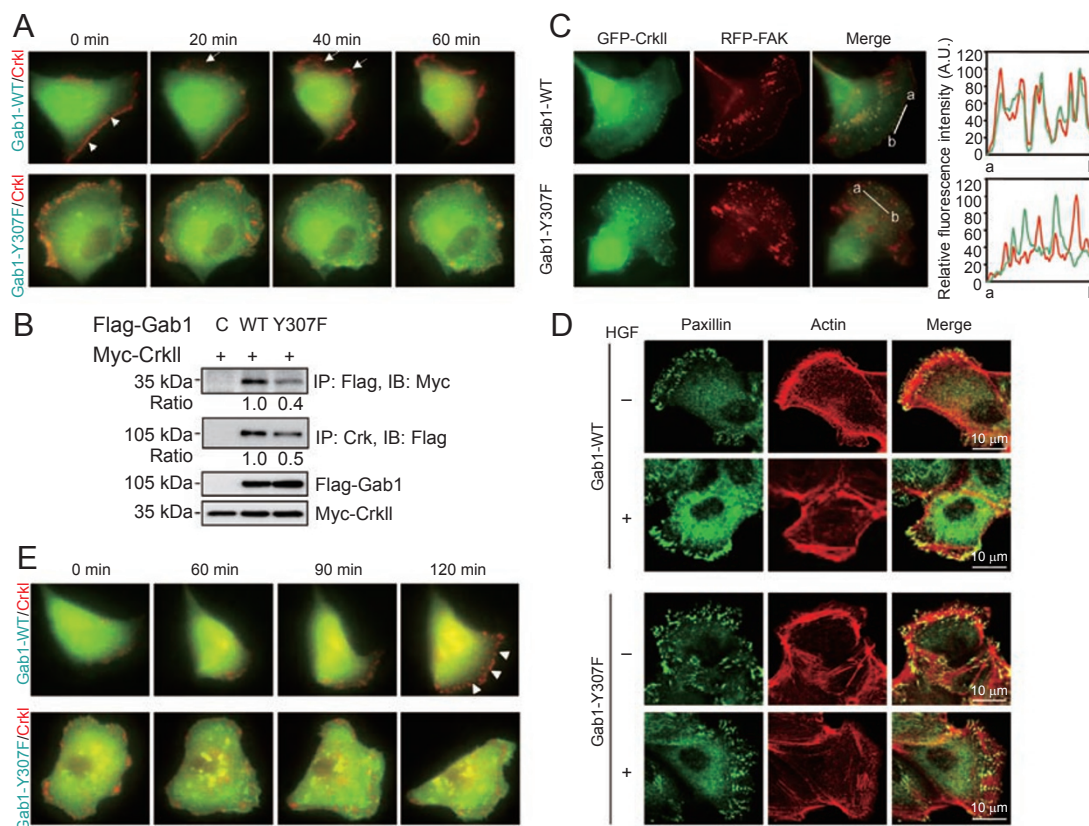 A
0 min 20 min 40 min 60 min
Gab1-WT/CrkI
Gab1-Y307F/CrkI
B
Flag-Gab1 C WT Y307F
Myc-CrkII + + +
35 kDa IP: Flag, IB: Myc
Ratio 1.0 0.4
105 kDa IP: Crk, IB: Flag
Ratio 1.0 0.5
105 kDa Flag-Gab1
35 kDa Myc-CrkII
C
GFP-CrkII RFP-FAK Merge
Gab1-WT
a
b
Gab1-Y307F
a
b
Relative fluorescence intensity (A.U.)
120
100
80
60
40
20
0
a
120
100
80
60
40
20
0
a
D
HGF Paxillin Actin Merge
Gab1-WT
−
10 μm
+
10 μm
Gab1-Y307F
−
10 μm
+
10 μm
E
0 min 60 min 90 min 120 min
Gab1-WT/CrkI
Gab1-Y307F/CrkI